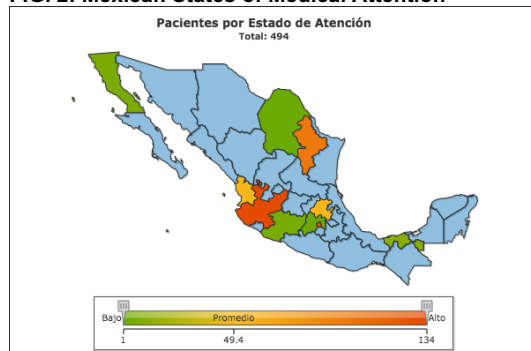 FIG. 2. Mexican States of Medical Attention
Pacientes por Estado de Atención
Total: 494
Bajo Promedio Alto
1 49.4 134